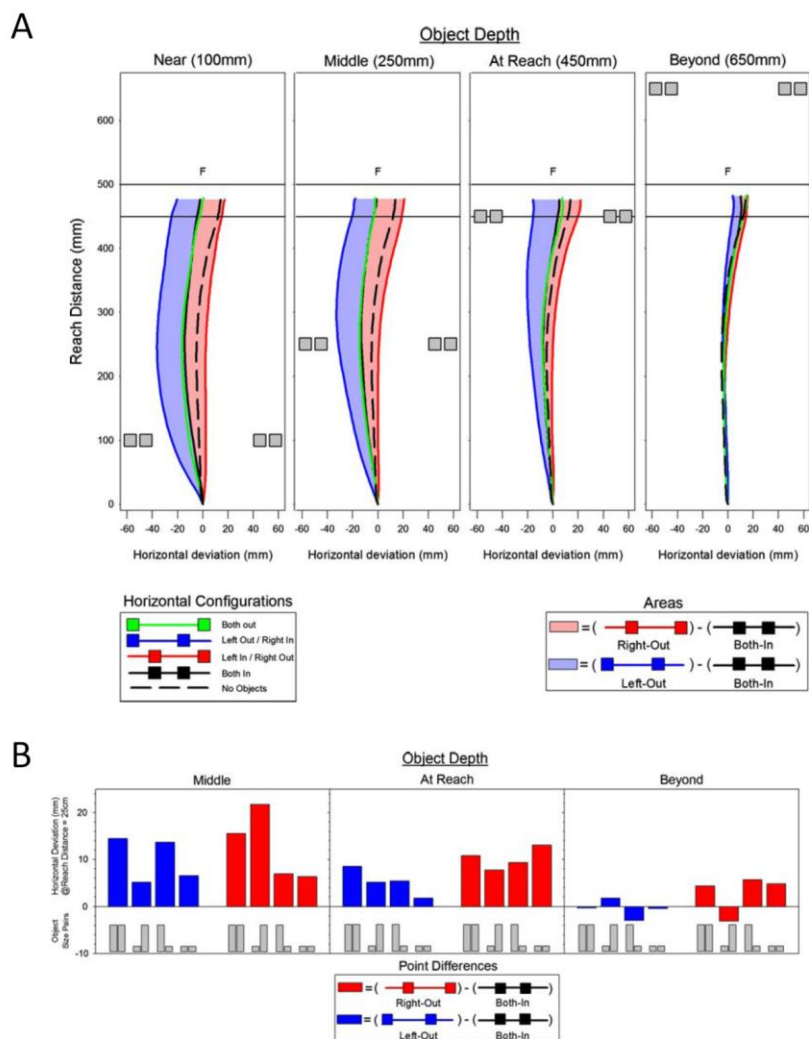 A
Object Depth
Near (100mm) Middle (250mm) At Reach (450mm) Beyond (650mm)
Reach Distance (mm)
600
500
400
300
200
100
0
F F F F
-60 -40 -20 0 20 40 60 -60 -40 -20 0 20 40 60 -60 -40 -20 0 20 40 60 -60 -40 -20 0 20 40 60
Horizontal deviation (mm) Horizontal deviation (mm) Horizontal deviation (mm) Horizontal deviation (mm)
Horizontal Configurations
Both out
Left Out / Right In
Left In / Right Out
Both In
No Objects
Areas
=( )-( )
Right-Out Both-In
=( )-( )
Left-Out Both-In
B
Object Depth
Middle At Reach Beyond
Horizontal Deviation (mm)
@Reach Distance = 25cm
20
10
0
-10
Object
Size Pairs
Point Differences
=( )-( )
Right-Out Both-In
=( )-( )
Left-Out Both-In